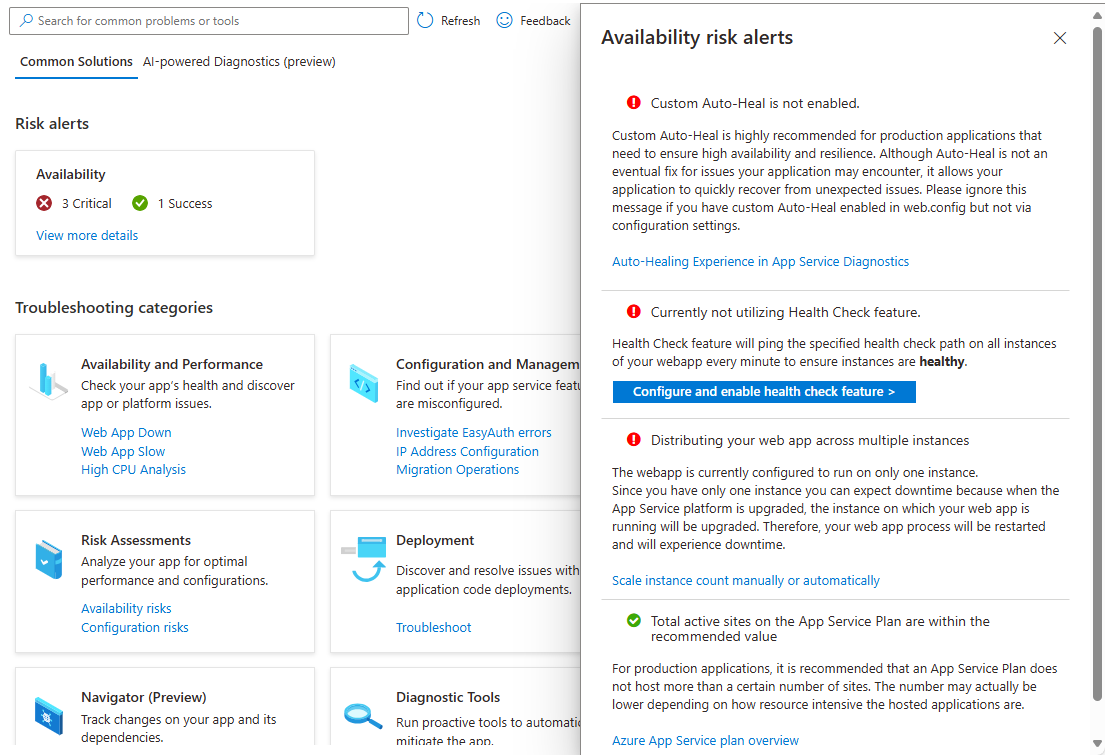 Search for common problems or tools
Refresh
Feedback
Common Solutions
AI-powered Diagnostics (preview)
Risk alerts
Availability
3 Critical
1 Success
View more details
Troubleshooting categories
Availability and Performance
Check your app's health and discover
app or platform issues.
Web App Down
Web App Slow
High CPU Analysis
Configuration and Managem
Find out if your app service featu
are misconfigured.
Investigate EasyAuth errors
IP Address Configuration
Migration Operations
Risk Assessments
Analyze your app for optimal
performance and configurations.
Availability risks
Configuration risks
Deployment
Discover and resolve issues with
application code deployments.
Troubleshoot
Navigator (Preview)
Track changes on your app and its
dependencies.
Diagnostic Tools
Run proactive tools to automatic
mitigate the app.
Availability risk alerts
Custom Auto-Heal is not enabled.
Custom Auto-Heal is highly recommended for production applications that
need to ensure high availability and resilience. Although Auto-Heal is not an
eventual fix for issues your application may encounter, it allows your
application to quickly recover from unexpected issues. Please ignore this
message if you have custom Auto-Heal enabled in web.config but not via
configuration settings.
Auto-Healing Experience in App Service Diagnostics
Currently not utilizing Health Check feature.
Health Check feature will ping the specified health check path on all instances
of your webapp every minute to ensure instances are healthy.
Configure and enable health check feature >
Distributing your web app across multiple instances
The webapp is currently configured to run on only one instance.
Since you have only one instance you can expect downtime because when the
App Service platform is upgraded, the instance on which your web app is
running will be upgraded. Therefore, your web app process will be restarted
and will experience downtime.
Scale instance count manually or automatically
Total active sites on the App Service Plan are within the
recommended value
For production applications, it is recommended that an App Service Plan does
not host more than a certain number of sites. The number may actually be
lower depending on how resource intensive the hosted applications are.
Azure App Service plan overview